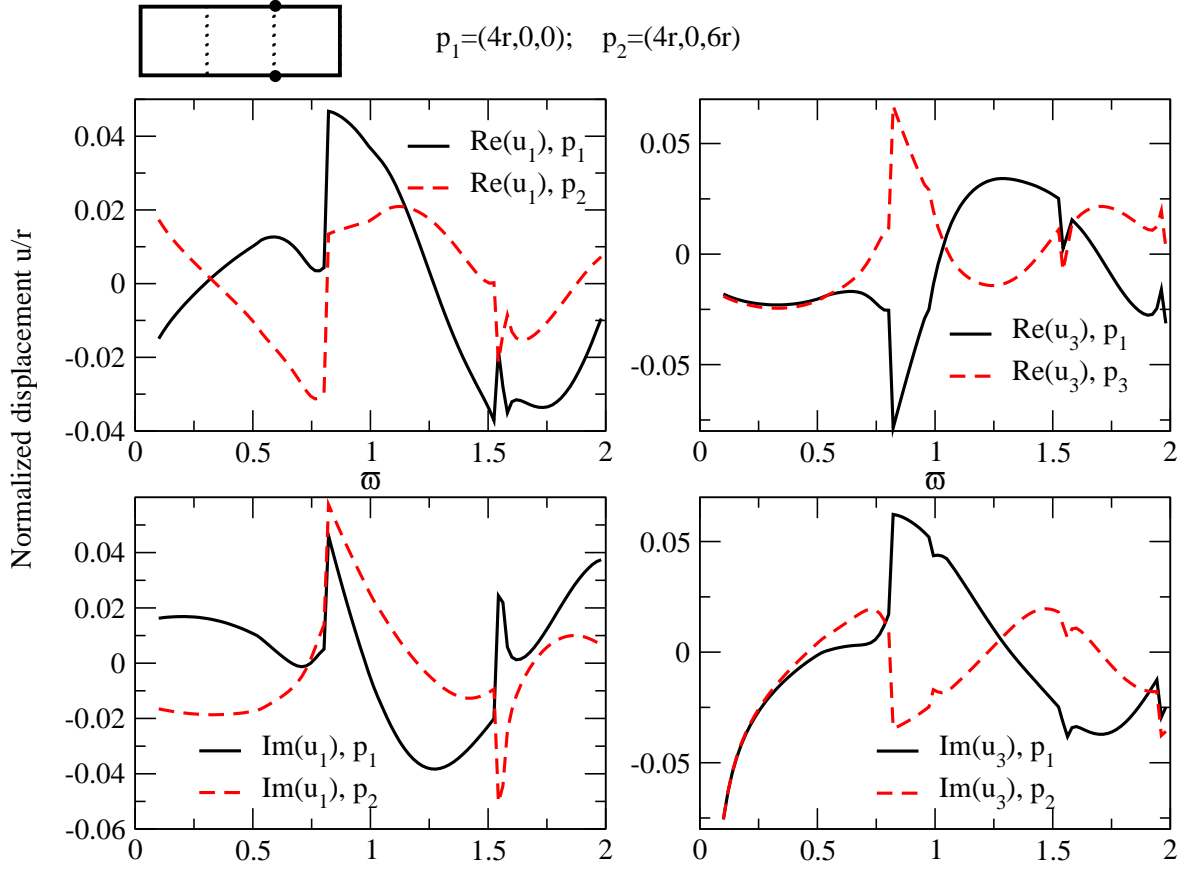 p1=(4r,0,0); p2=(4r,0,6r)
Normalized displacement u/r
0.04
0.02
0
-0.02
-0.04
Re(u1), p1
Re(u1), p2
0 0.5 1 1.5 2
ϖ
0.05
0
-0.05
Re(u3), p1
Re(u3), p3
0 0.5 1 1.5 2
ϖ
0.04
0.02
0
-0.02
-0.04
-0.06
Im(u1), p1
Im(u1), p2
0 0.5 1 1.5 2
0.05
0
-0.05
Im(u3), p1
Im(u3), p2
0 0.5 1 1.5 2